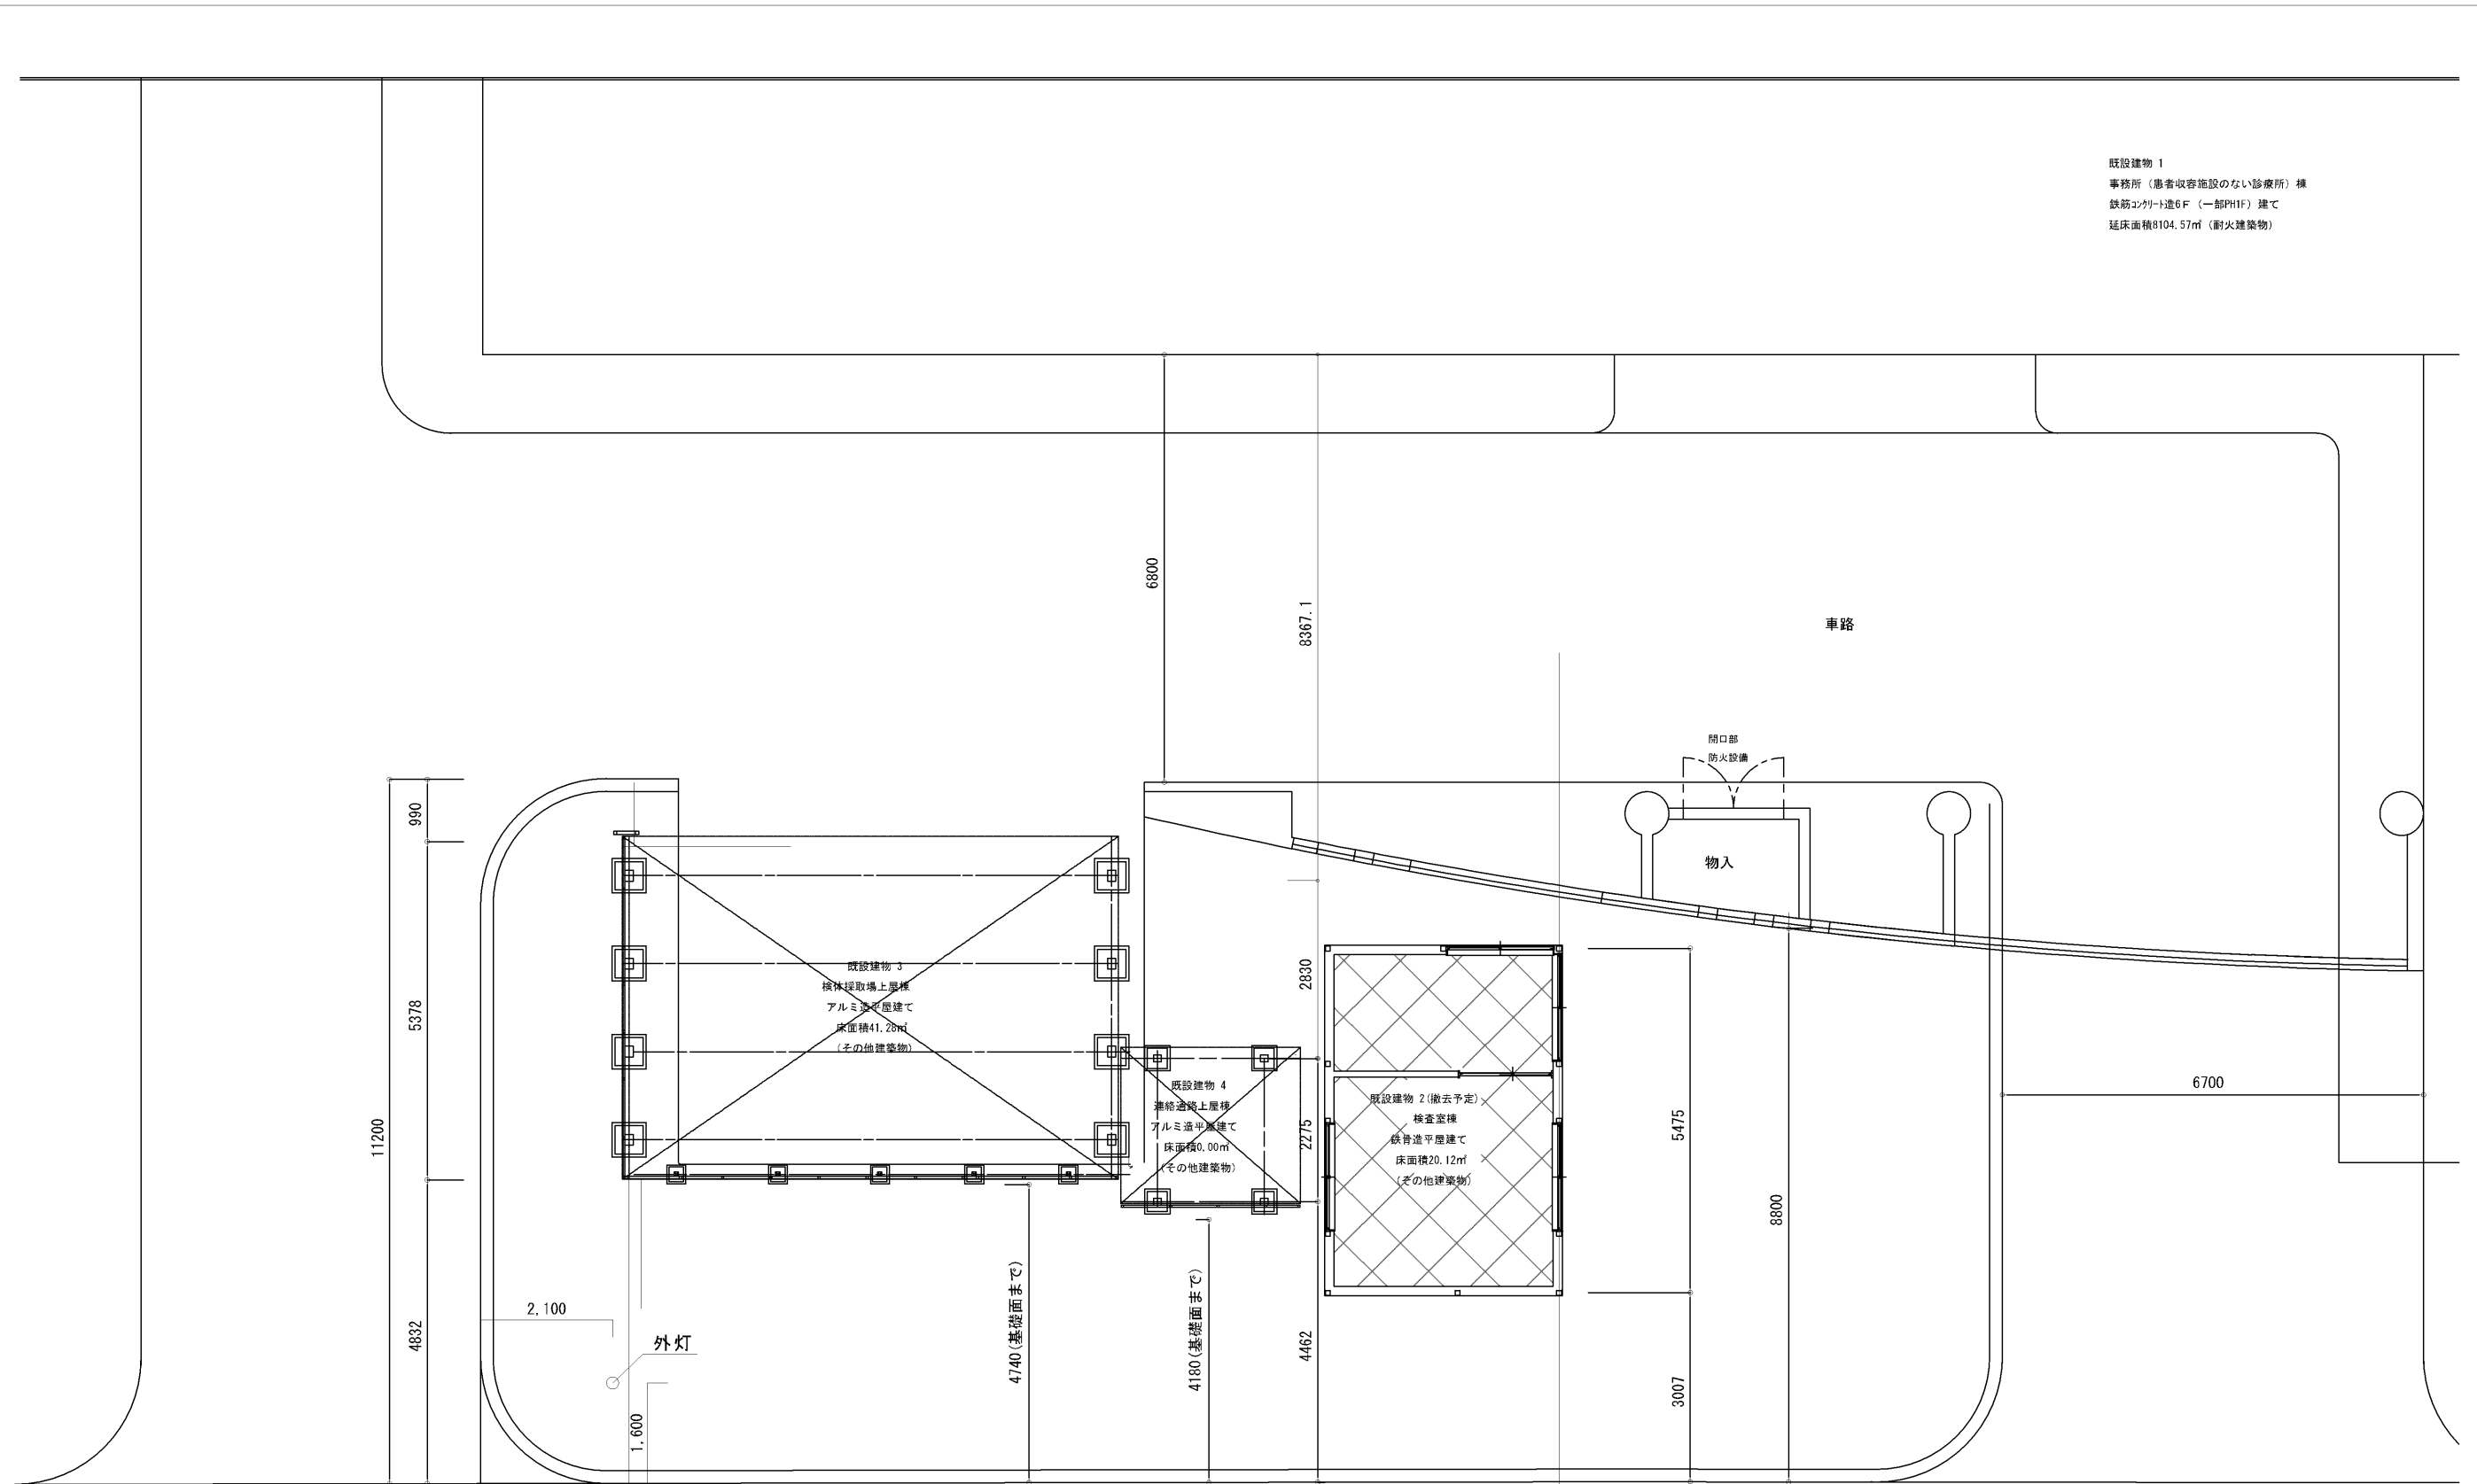 既設建物 1
事務所（患者収容施設のない診療所）棟
鉄筋ｺﾝｸﾘｰﾄ造6Ｆ（一部PH1F）建て
延床面積8104.57㎡（耐火建築物）
6800
8367.1
車路
開口部
防火設備
990
物入
既設建物 3
検体採取場上屋棟
アルミ造平屋建て
床面積41.28㎡
(その他建築物)
2830
5378
既設建物 4
連絡通路上屋棟
アルミ造平屋建て
床面積0.00㎡
(その他建築物)
既設建物 2(撤去予定)
検査室棟
鉄骨造平屋建て
床面積20.12㎡
(その他建築物)
6700
11200
2275
5475
8800
2,100
外灯
4832
4740(基礎面まで)
4180(基礎面まで)
4462
3007
1,600